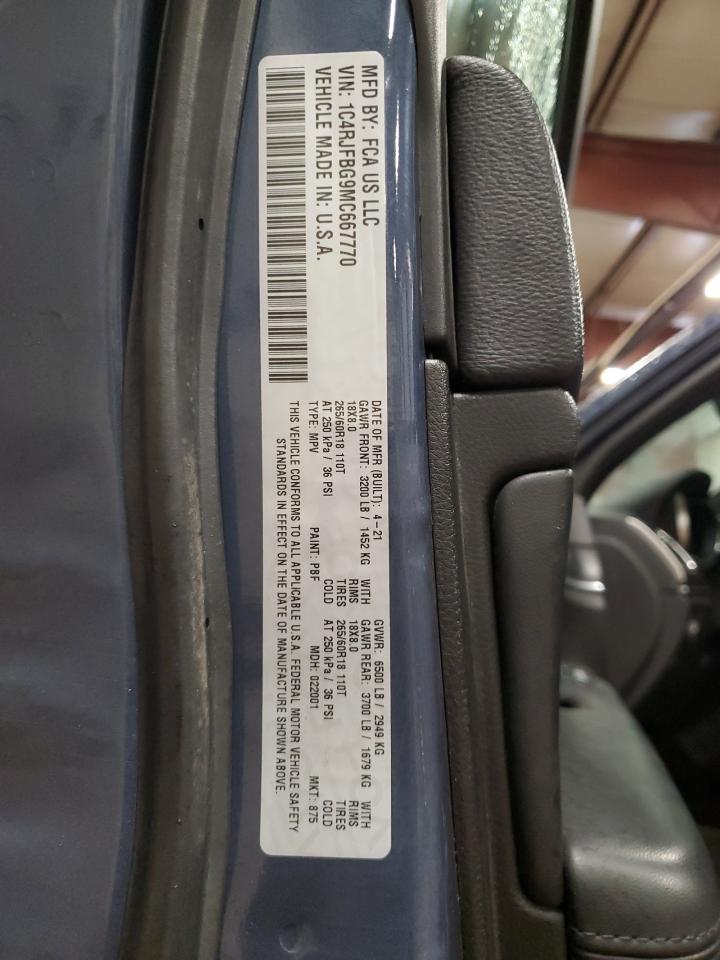 MFD BY: FCA US LLC
VIN: 1C4RJFBG9MC667770
VEHICLE MADE IN: U.S.A.
DATE OF MFR (BUILT): 4-21 GVWR: 6500 LB / 2949 KG
GAWR FRONT: 3200 LB / 1452 KG WITH GAWR REAR: 3700 LB / 1679 KG WITH
18X8.0 RIMS 18X8.0 RIMS
265/60R18 110T TIRES 265/60R18 110T TIRES
AT 250 kPa / 36 PSI COLD AT 250 kPa / 36 PSI COLD
TYPE: MPV PAINT: PBF MDH: 022001 MKT: 875
THIS VEHICLE CONFORMS TO ALL APPLICABLE U.S.A. FEDERAL MOTOR VEHICLE SAFETY
STANDARDS IN EFFECT ON THE DATE OF MANUFACTURE SHOWN ABOVE.